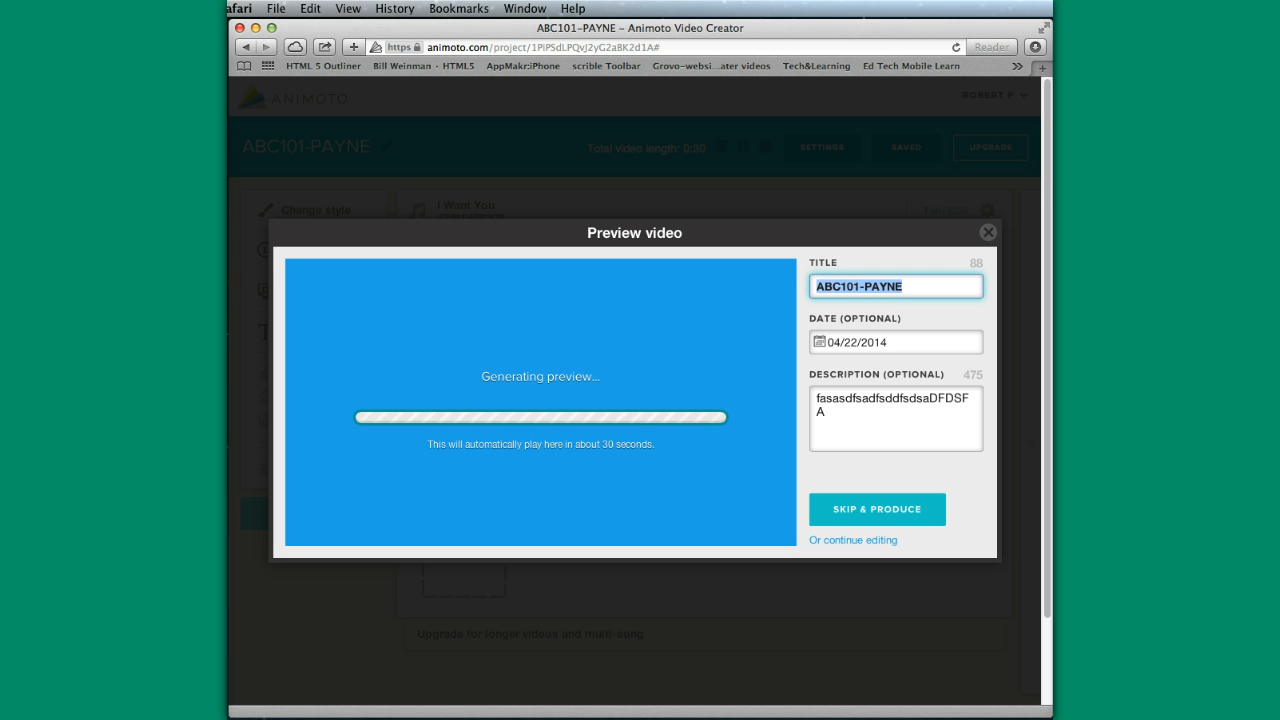 afari File Edit View History Bookmarks Window Help
ABC101-PAYNE – Animoto Video Creator
https animoto.com/project/1PiPSdLPQvJ2yG2aBK2d1A# Reader
HTML 5 Outliner Bill Weinman · HTML5 AppMakr:iPhone scrible Toolbar Grovo-websi...ater videos Tech&Learning Ed Tech Mobile Learn >> +
ANIMOTO ROBERT P
ABC101-PAYNE Total video length: 0:30 SETTINGS SAVED UPGRADE
Change style I Want You
Preview video
TITLE 88
ABC101-PAYNE
DATE (OPTIONAL)
04/22/2014
DESCRIPTION (OPTIONAL) 475
fasasdfsadfsddfsdsaDFDSF
A
Generating preview...
This will automatically play here in about 30 seconds.
SKIP & PRODUCE
Or continue editing
Upgrade for longer videos and multi-song